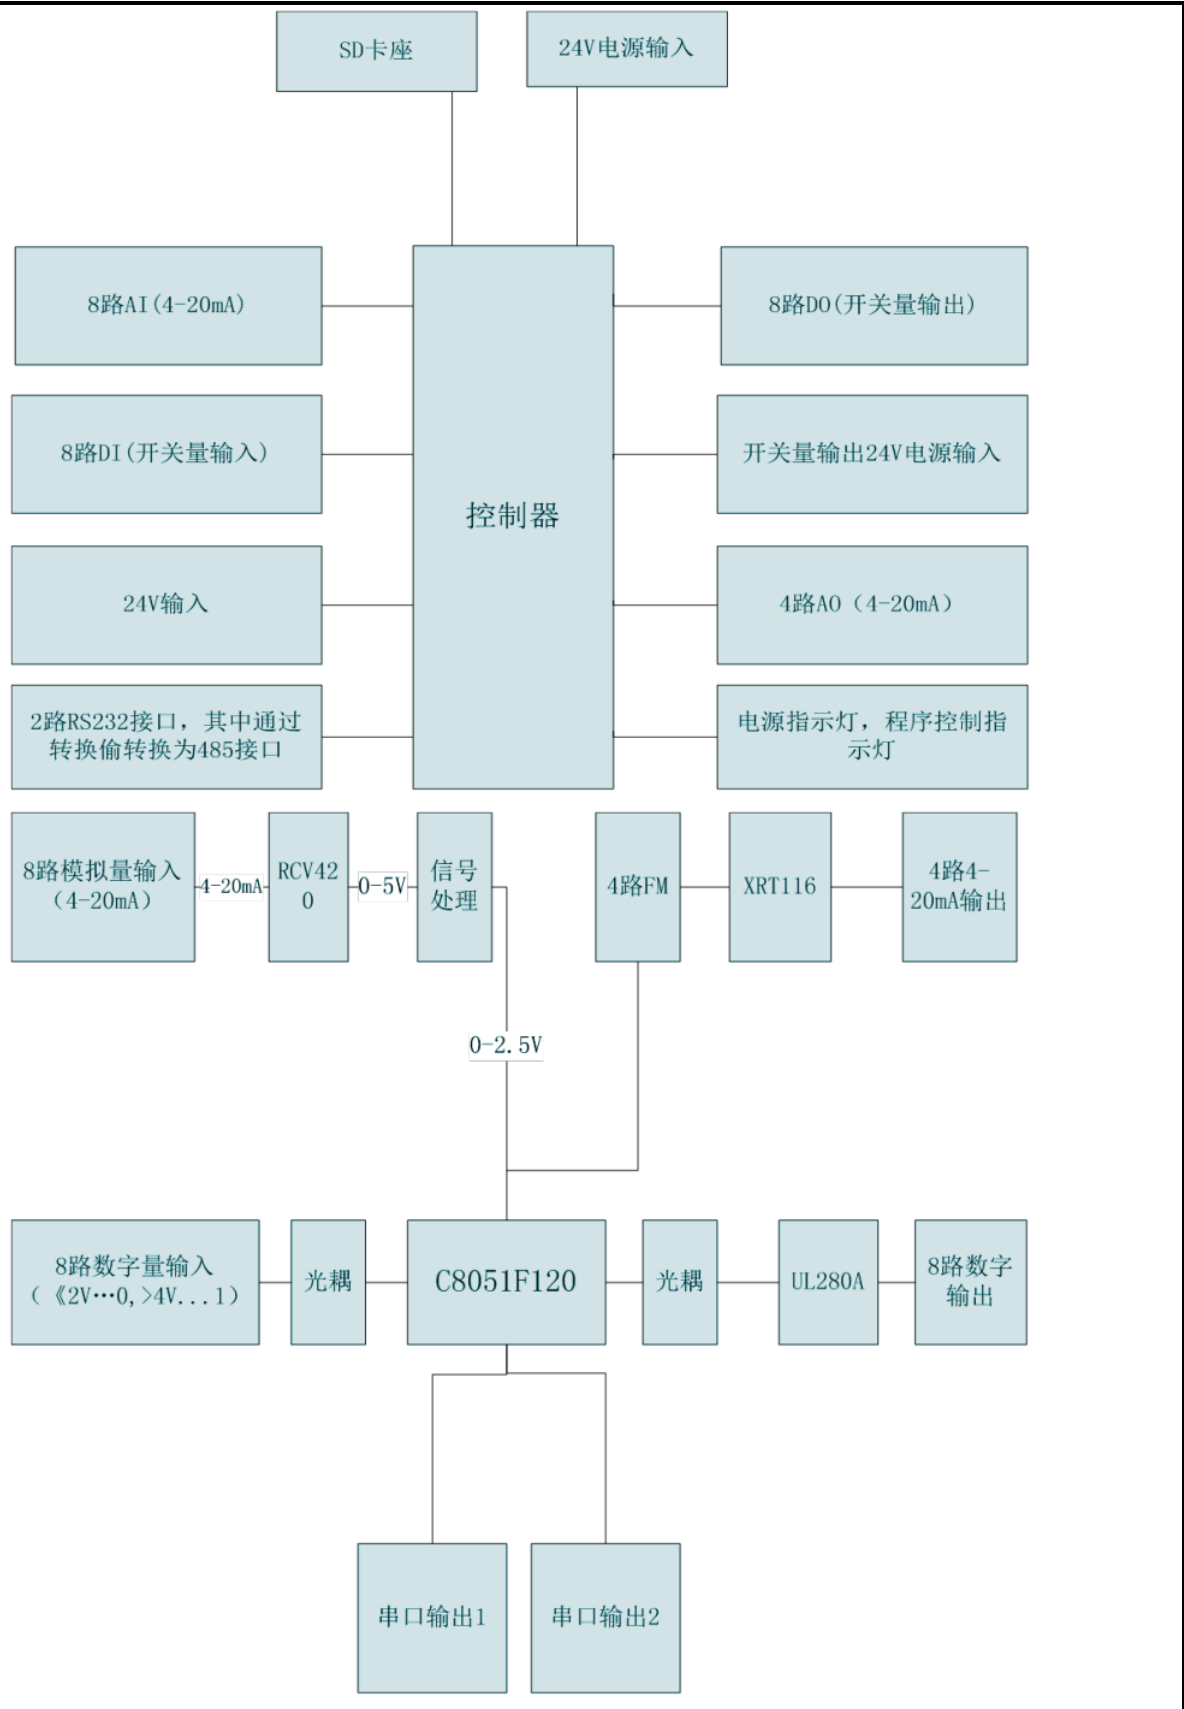 SD卡座
24V电源输入
8路AI(4-20mA)
8路DO(开关量输出)
8路DI(开关量输入)
开关量输出24V电源输入
控制器
24V输入
4路AO（4-20mA）
2路RS232接口，其中通过
转换偷转换为485接口
电源指示灯，程序控制指
示灯
8路模拟量输入
（4-20mA）
4-20mA
RCV42
0
0-5V
信号
处理
4路FM
XRT116
4路4-
20mA输出
0-2.5V
8路数字量输入
（《2V…0,>4V...1）
光耦
C8051F120
光耦
UL280A
8路数字
输出
串口输出1
串口输出2